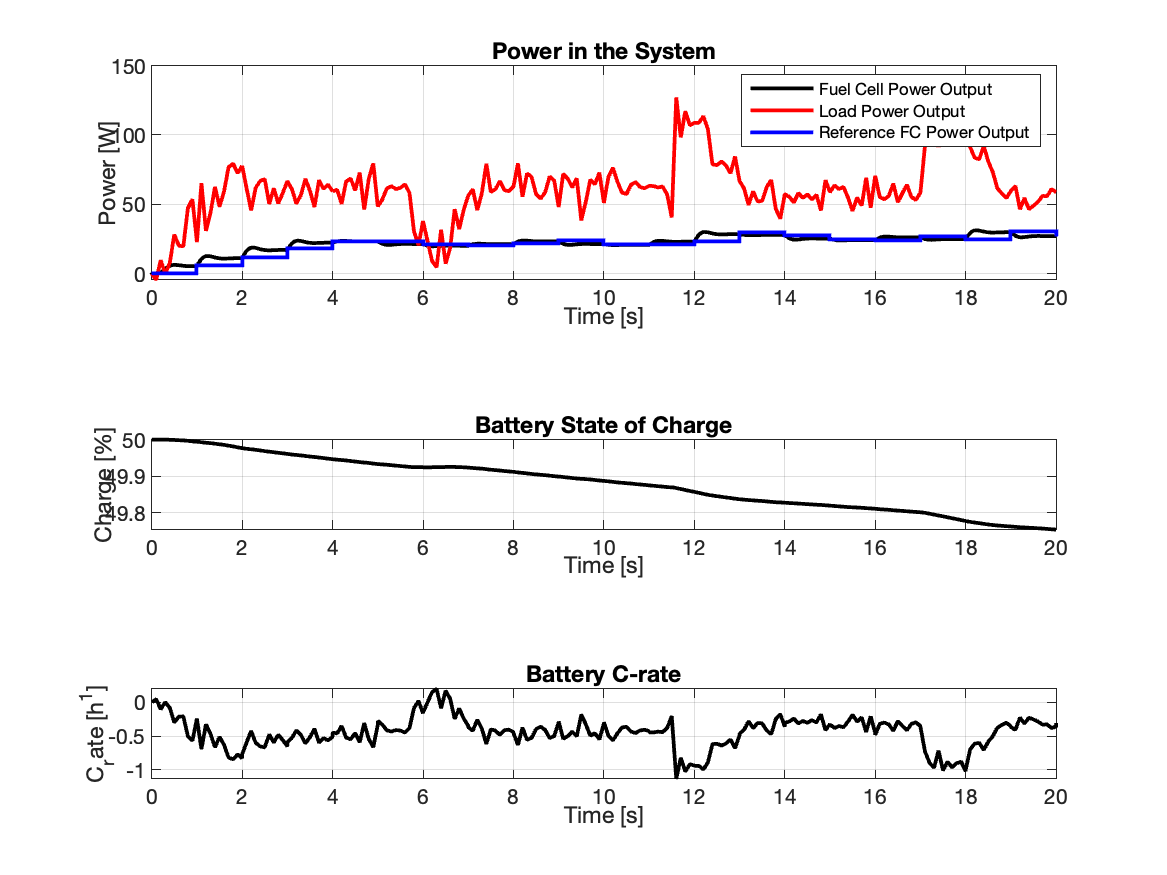 Power in the System
150
100
50
0
Power [W]
Fuel Cell Power Output
Load Power Output
Reference FC Power Output
0 2 4 6 8 10 12 14 16 18 20
Time [s]
Battery State of Charge
50
49.9
49.8
Charge [%]
0 2 4 6 8 10 12 14 16 18 20
Time [s]
Battery C-rate
0
-0.5
-1
C_rate [h^1]
0 2 4 6 8 10 12 14 16 18 20
Time [s]